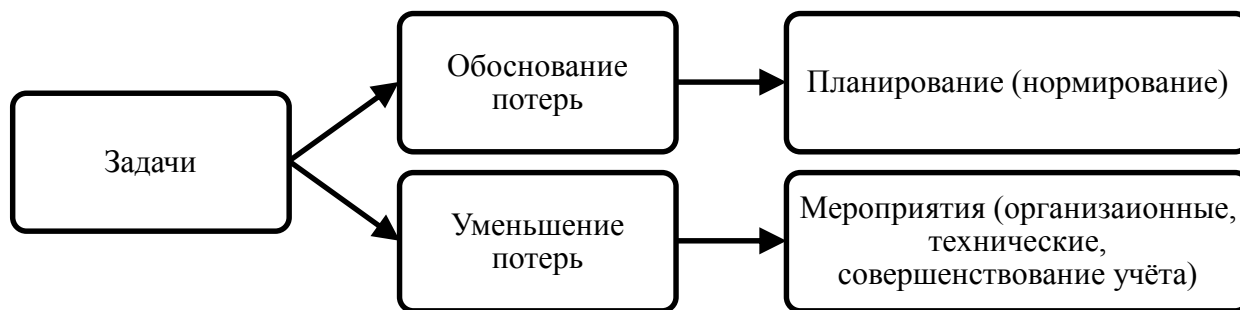 Задачи
Обоснование
потерь
Планирование (нормирование)
Уменьшение
потерь
Мероприятия (организаионные,
технические,
совершенствование учёта)